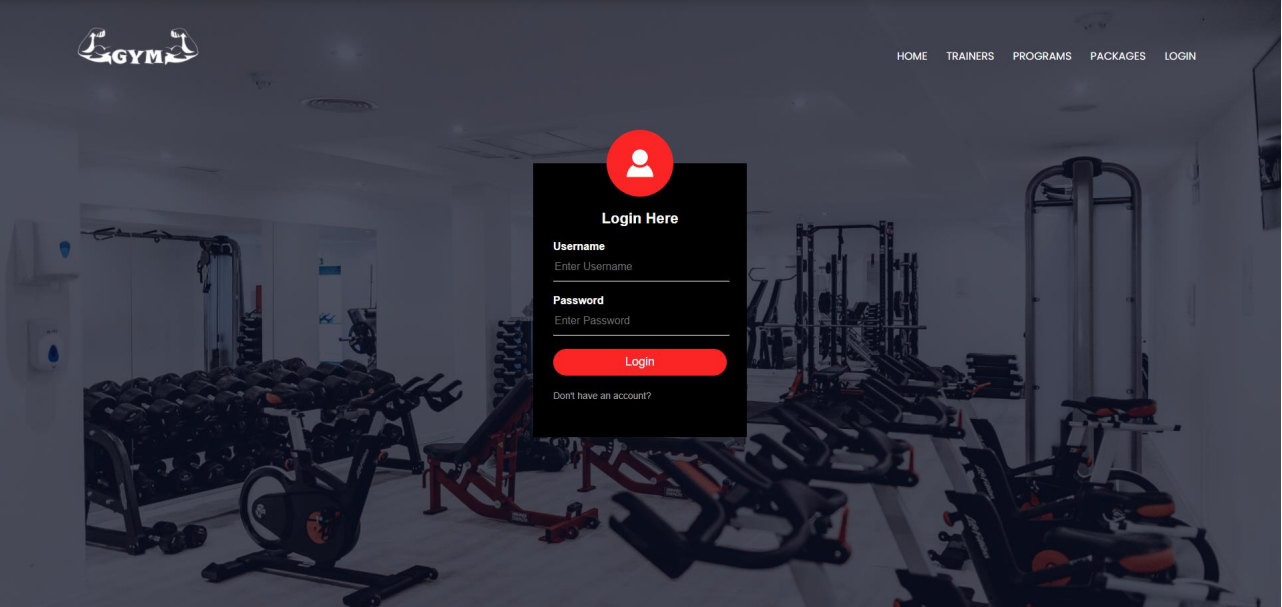 GYM
HOME TRAINERS PROGRAMS PACKAGES LOGIN
Login Here
Username
Enter Username
Password
Enter Password
Login
Don't have an account?